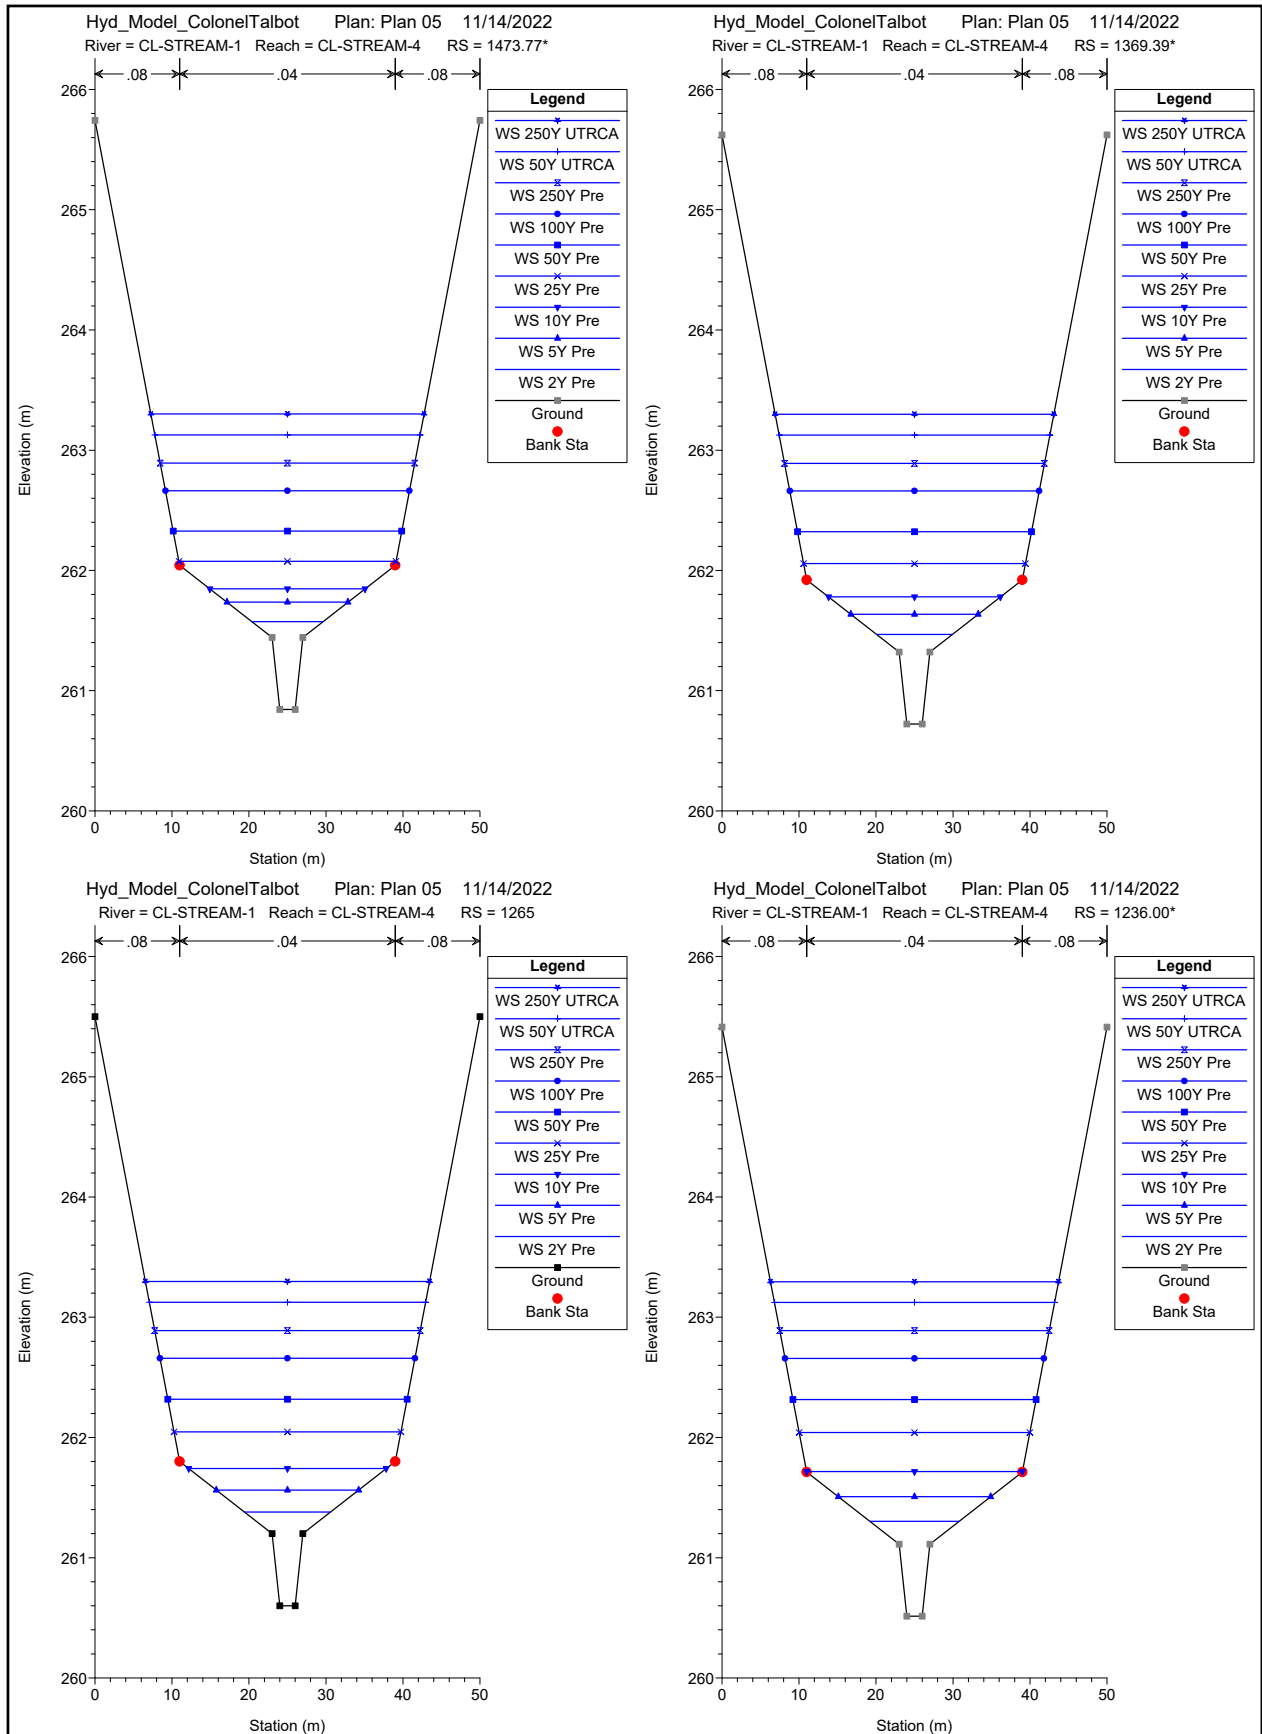 Hyd_Model_ColonelTalbot Plan: Plan 05 11/14/2022
River = CL-STREAM-1 Reach = CL-STREAM-4 RS = 1473.77*
.08 .04 .08
266
265
264
263
262
261
260
Elevation (m)
0 10 20 30 40 50
Station (m)
Legend
WS 250Y UTRCA
WS 50Y UTRCA
WS 250Y Pre
WS 100Y Pre
WS 50Y Pre
WS 25Y Pre
WS 10Y Pre
WS 5Y Pre
WS 2Y Pre
Ground
Bank Sta
Hyd_Model_ColonelTalbot Plan: Plan 05 11/14/2022
River = CL-STREAM-1 Reach = CL-STREAM-4 RS = 1369.39*
.08 .04 .08
266
265
264
263
262
261
260
Elevation (m)
0 10 20 30 40 50
Station (m)
Legend
WS 250Y UTRCA
WS 50Y UTRCA
WS 250Y Pre
WS 100Y Pre
WS 50Y Pre
WS 25Y Pre
WS 10Y Pre
WS 5Y Pre
WS 2Y Pre
Ground
Bank Sta
Hyd_Model_ColonelTalbot Plan: Plan 05 11/14/2022
River = CL-STREAM-1 Reach = CL-STREAM-4 RS = 1265
.08 .04 .08
266
265
264
263
262
261
260
Elevation (m)
0 10 20 30 40 50
Station (m)
Legend
WS 250Y UTRCA
WS 50Y UTRCA
WS 250Y Pre
WS 100Y Pre
WS 50Y Pre
WS 25Y Pre
WS 10Y Pre
WS 5Y Pre
WS 2Y Pre
Ground
Bank Sta
Hyd_Model_ColonelTalbot Plan: Plan 05 11/14/2022
River = CL-STREAM-1 Reach = CL-STREAM-4 RS = 1236.00*
.08 .04 .08
266
265
264
263
262
261
260
Elevation (m)
0 10 20 30 40 50
Station (m)
Legend
WS 250Y UTRCA
WS 50Y UTRCA
WS 250Y Pre
WS 100Y Pre
WS 50Y Pre
WS 25Y Pre
WS 10Y Pre
WS 5Y Pre
WS 2Y Pre
Ground
Bank Sta